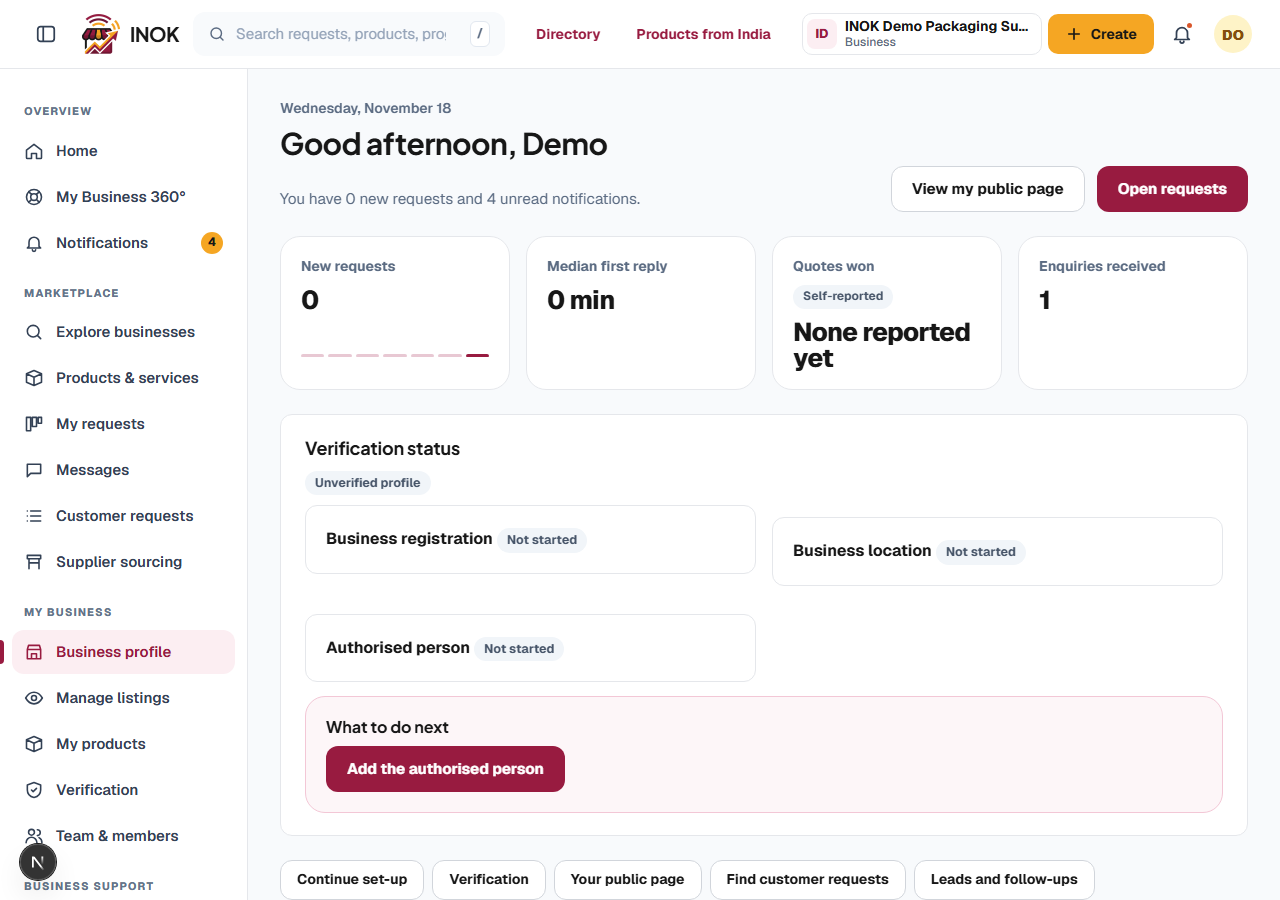 INOK
Search requests, products, pro
/
Directory
Products from India
ID
INOK Demo Packaging Su...
Business
Create
DO
OVERVIEW
Home
My Business 360°
Notifications
4
MARKETPLACE
Explore businesses
Products & services
My requests
Messages
Customer requests
Supplier sourcing
MY BUSINESS
Business profile
Manage listings
My products
Verification
Team & members
N
BUSINESS SUPPORT
Wednesday, November 18
Good afternoon, Demo
You have 0 new requests and 4 unread notifications.
View my public page
Open requests
New requests
0
Median first reply
0 min
Quotes won
Self-reported
None reported
yet
Enquiries received
1
Verification status
Unverified profile
Business registration Not started
Business location Not started
Authorised person Not started
What to do next
Add the authorised person
Continue set-up
Verification
Your public page
Find customer requests
Leads and follow-ups